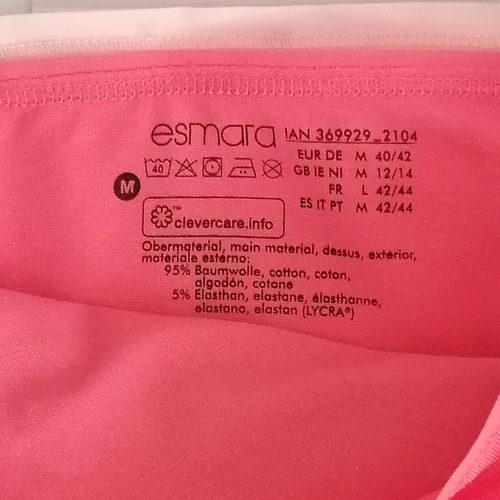 esmara
IAN 369929_2104
EUR DE M 40/42
GB IE NI M 12/14
FR L 42/44
ES IT PT M 42/44
40
M
™
clevercare.info
Obermaterial, main material, dessus, exterior,
materiale esterno:
95% Baumwolle, cotton, coton,
algodón, cotone
5% Elasthan, elastane, élasthanne,
elastano, elastan (LYCRA®)